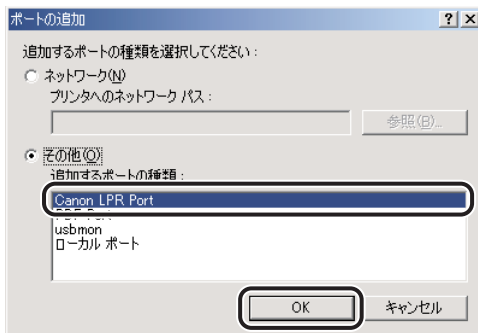 ポートの追加
追加するポートの種類を選択してください :
ネットワーク(N)
プリンタへのネットワーク パス :
参照(B)...
その他(O)
追加するポートの種類 :
Canon LPR Port
usbmon
ローカル ポート
OK
キャンセル